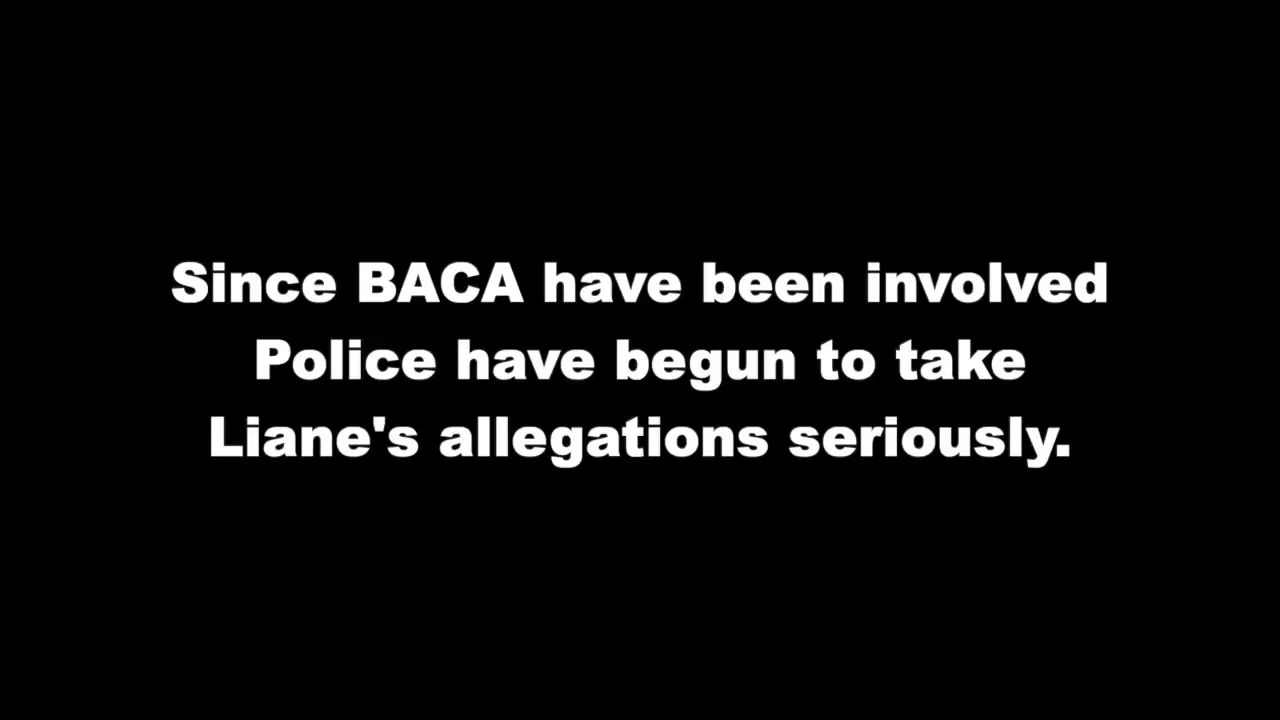 Since BACA have been involved
Police have begun to take
Liane's allegations seriously.